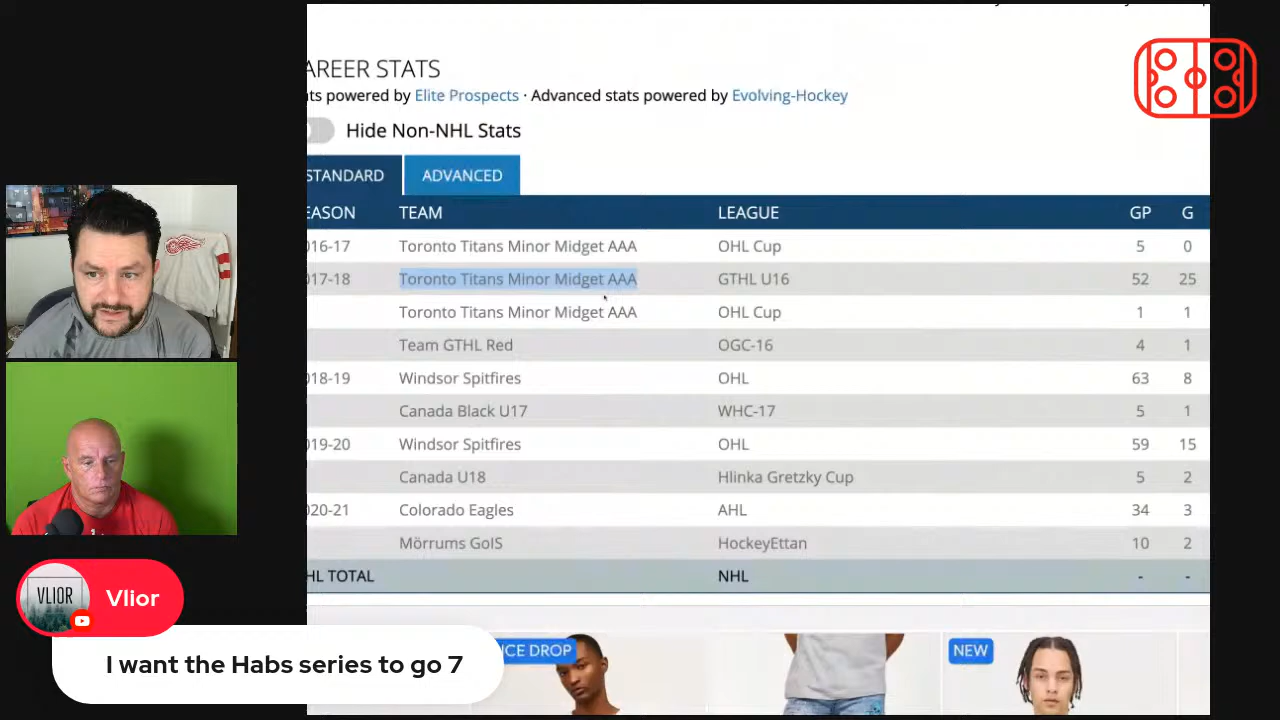 AREER STATS
ts powered by Elite Prospects · Advanced stats powered by Evolving-Hockey
Hide Non-NHL Stats
STANDARD ADVANCED
EASON TEAM LEAGUE GP G
016-17 Toronto Titans Minor Midget AAA OHL Cup 5 0
017-18 Toronto Titans Minor Midget AAA GTHL U16 52 25
Toronto Titans Minor Midget AAA OHL Cup 1 1
Team GTHL Red OGC-16 4 1
018-19 Windsor Spitfires OHL 63 8
Canada Black U17 WHC-17 5 1
019-20 Windsor Spitfires OHL 59 15
Canada U18 Hlinka Gretzky Cup 5 2
020-21 Colorado Eagles AHL 34 3
Mörrums GoIS HockeyEttan 10 2
HL TOTAL NHL - -
VLIOR Vlior
I want the Habs series to go 7
ICE DROP
NEW